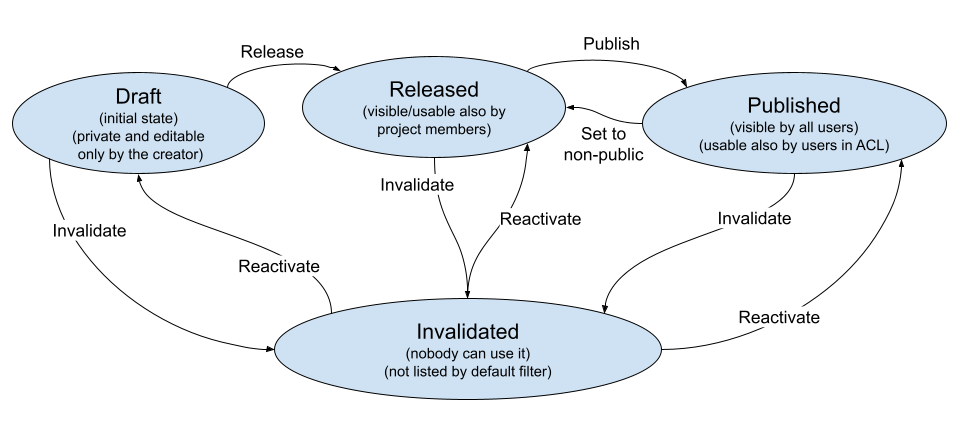 Release
Publish
Draft
(initial state)
(private and editable
only by the creator)
Released
(visible/usable also by
project members)
Published
(visible by all users)
(usable also by users in ACL)
Set to
non-public
Invalidate
Reactivate
Invalidate
Invalidate
Reactivate
Reactivate
Invalidated
(nobody can use it)
(not listed by default filter)